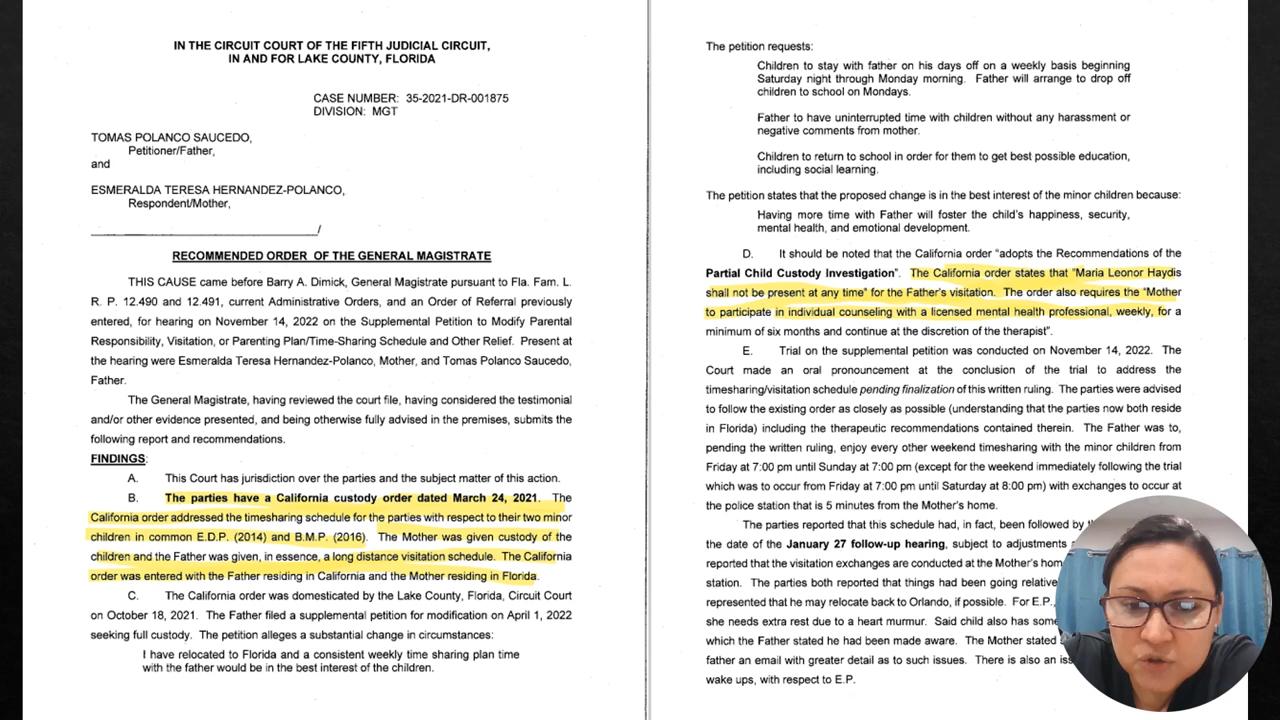 IN THE CIRCUIT COURT OF THE FIFTH JUDICIAL CIRCUIT,
IN AND FOR LAKE COUNTY, FLORIDA
CASE NUMBER: 35-2021-DR-001875
DIVISION: MGT
TOMAS POLANCO SAUCEDO,
Petitioner/Father,
and
ESMERALDA TERESA HERNANDEZ-POLANCO,
Respondent/Mother,
/
RECOMMENDED ORDER OF THE GENERAL MAGISTRATE
THIS CAUSE came before Barry A. Dimick, General Magistrate pursuant to Fla. Fam. L.
R. P. 12.490 and 12.491, current Administrative Orders, and an Order of Referral previously
entered, for hearing on November 14, 2022 on the Supplemental Petition to Modify Parental
Responsibility, Visitation, or Parenting Plan/Time-Sharing Schedule and Other Relief. Present at
the hearing were Esmeralda Teresa Hernandez-Polanco, Mother, and Tomas Polanco Saucedo,
Father.
The General Magistrate, having reviewed the court file, having considered the testimonial
and/or other evidence presented, and being otherwise fully advised in the premises, submits the
following report and recommendations.
FINDINGS:
A. This Court has jurisdiction over the parties and the subject matter of this action.
B. The parties have a California custody order dated March 24, 2021. The
California order addressed the timesharing schedule for the parties with respect to their two minor
children in common E.D.P. (2014) and B.M.P. (2016). The Mother was given custody of the
children and the Father was given, in essence, a long distance visitation schedule. The California
order was entered with the Father residing in California and the Mother residing in Florida.
C. The California order was domesticated by the Lake County, Florida, Circuit Court
on October 18, 2021. The Father filed a supplemental petition for modification on April 1, 2022
seeking full custody. The petition alleges a substantial change in circumstances:
I have relocated to Florida and a consistent weekly time sharing plan time
with the father would be in the best interest of the children.
The petition requests:
Children to stay with father on his days off on a weekly basis beginning
Saturday night through Monday morning. Father will arrange to drop off
children to school on Mondays.
Father to have uninterrupted time with children without any harassment or
negative comments from mother.
Children to return to school in order for them to get best possible education,
including social learning.
The petition states that the proposed change is in the best interest of the minor children because:
Having more time with Father will foster the child's happiness, security,
mental health, and emotional development.
D. It should be noted that the California order "adopts the Recommendations of the
Partial Child Custody Investigation". The California order states that "Maria Leonor Haydis
shall not be present at any time" for the Father's visitation. The order also requires the "Mother
to participate in individual counseling with a licensed mental health professional, weekly, for a
minimum of six months and continue at the discretion of the therapist".
E. Trial on the supplemental petition was conducted on November 14, 2022. The
Court made an oral pronouncement at the conclusion of the trial to address the
timesharing/visitation schedule pending finalization of this written ruling. The parties were advised
to follow the existing order as closely as possible (understanding that the parties now both reside
in Florida) including the therapeutic recommendations contained therein. The Father was to,
pending the written ruling, enjoy every other weekend timesharing with the minor children from
Friday at 7:00 pm until Sunday at 7:00 pm (except for the weekend immediately following the trial
which was to occur from Friday at 7:00 pm until Saturday at 8:00 pm) with exchanges to occur at
the police station that is 5 minutes from the Mother's home.
The parties reported that this schedule had, in fact, been followed by
the date of the January 27 follow-up hearing, subject to adjustments
reported that the visitation exchanges are conducted at the Mother's hom
station. The parties both reported that things had been going relative
represented that he may relocate back to Orlando, if possible. For E.P.,
she needs extra rest due to a heart murmur. Said child also has some
which the Father stated he had been made aware. The Mother stated
father an email with greater detail as to such issues. There is also an is
wake ups, with respect to E.P.